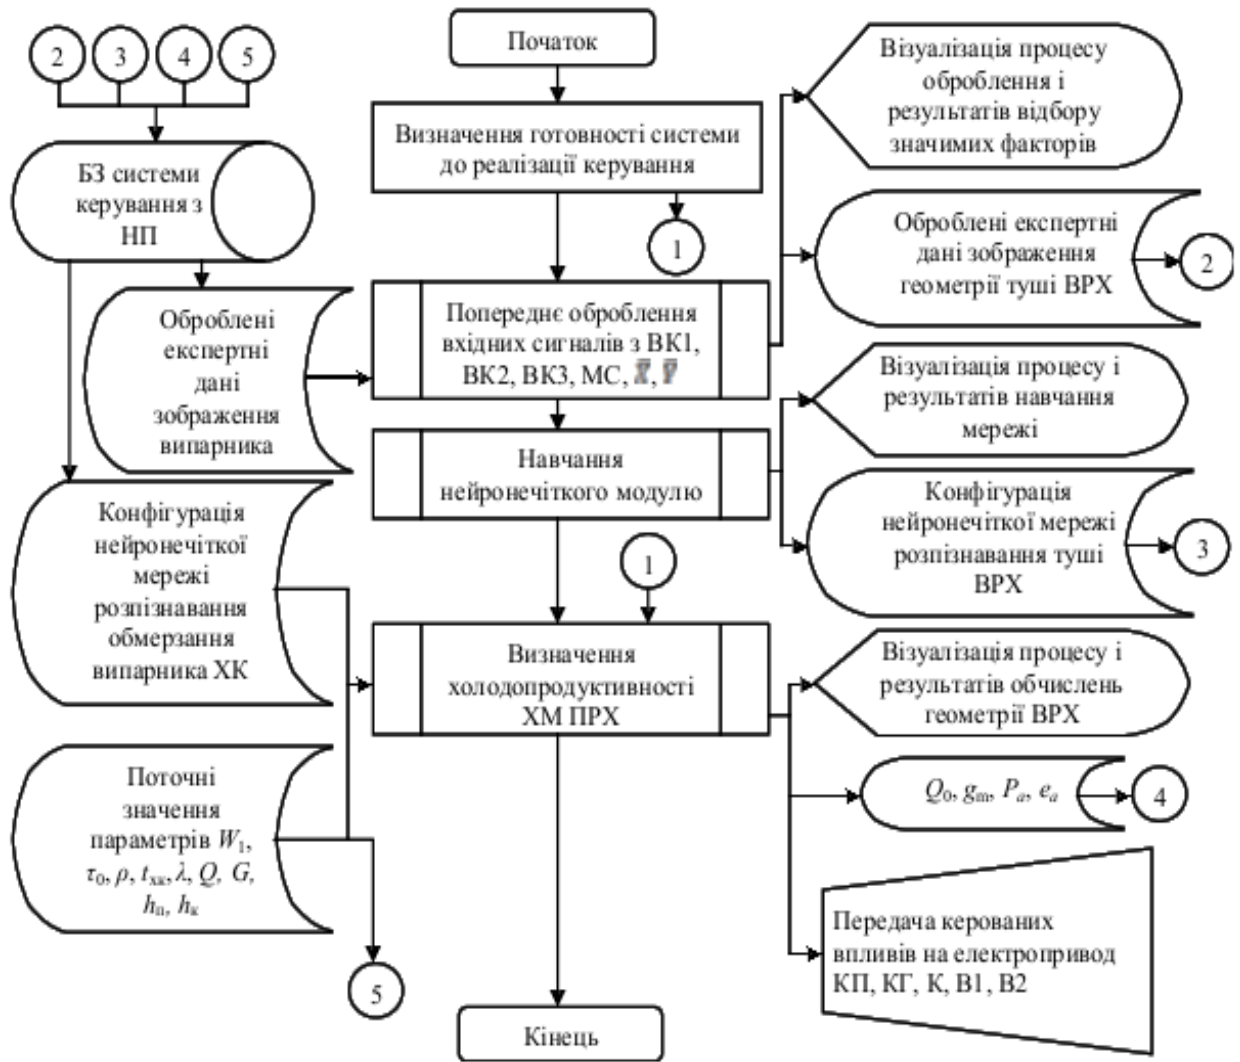 2
3
4
5
БЗ системи
керування з
НП
Початок
Визначення готовності системи
до реалізації керування
1
Візуалізація процесу
оброблення і
результатів відбору
значимих факторів
Оброблені експертні
дані зображення
геометрії туші ВРХ
2
Оброблені
експертні
дані
зображення
випарника
Попереднє оброблення
вхідних сигналів з ВК1,
ВК2, ВК3, МС,
Візуалізація процесу і
результатів навчання
мережі
Навчання
нейронечіткого модулю
Конфігурація
нейронечіткої мережі
розпізнавання туші
ВРХ
3
Конфігурація
нейронечіткої
мережі
розпізнавання
обмерзання
випарника ХК
1
Визначення
холодопродуктивності
ХМ ПРХ
Візуалізація процесу і
результатів обчислень
геометрії ВРХ
Q₀, gₘ, Pₐ, eₐ
4
Поточні
значення
параметрів W₁,
τ₀, ρ, tхк, λ, Q, G,
hп, hк
5
Передача керованих
впливів на електропривод
КП, КГ, К, В1, В2
Кінець